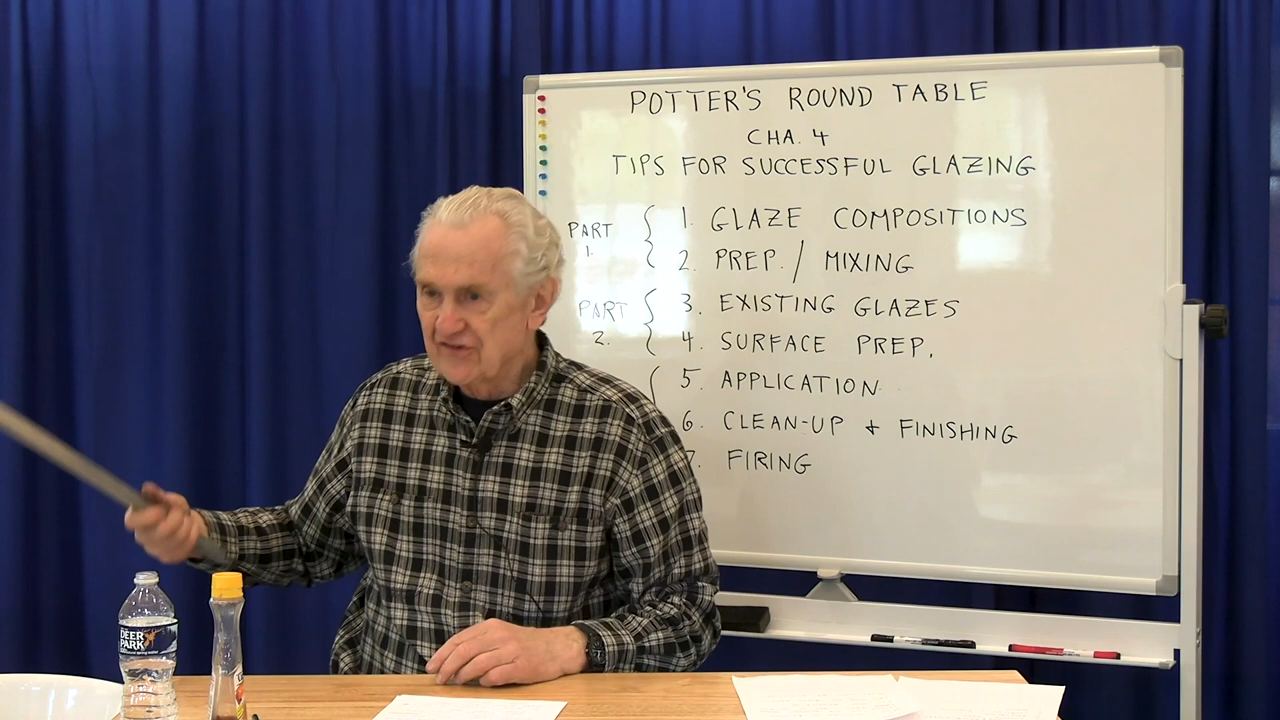 POTTER'S ROUND TABLE
CHA. 4
TIPS FOR SUCCESSFUL GLAZING
PART 1.
1. GLAZE COMPOSITIONS
2. PREP. / MIXING
PART 2.
3. EXISTING GLAZES
4. SURFACE PREP.
5. APPLICATION
6. CLEAN-UP + FINISHING
7. FIRING
DEER PARK